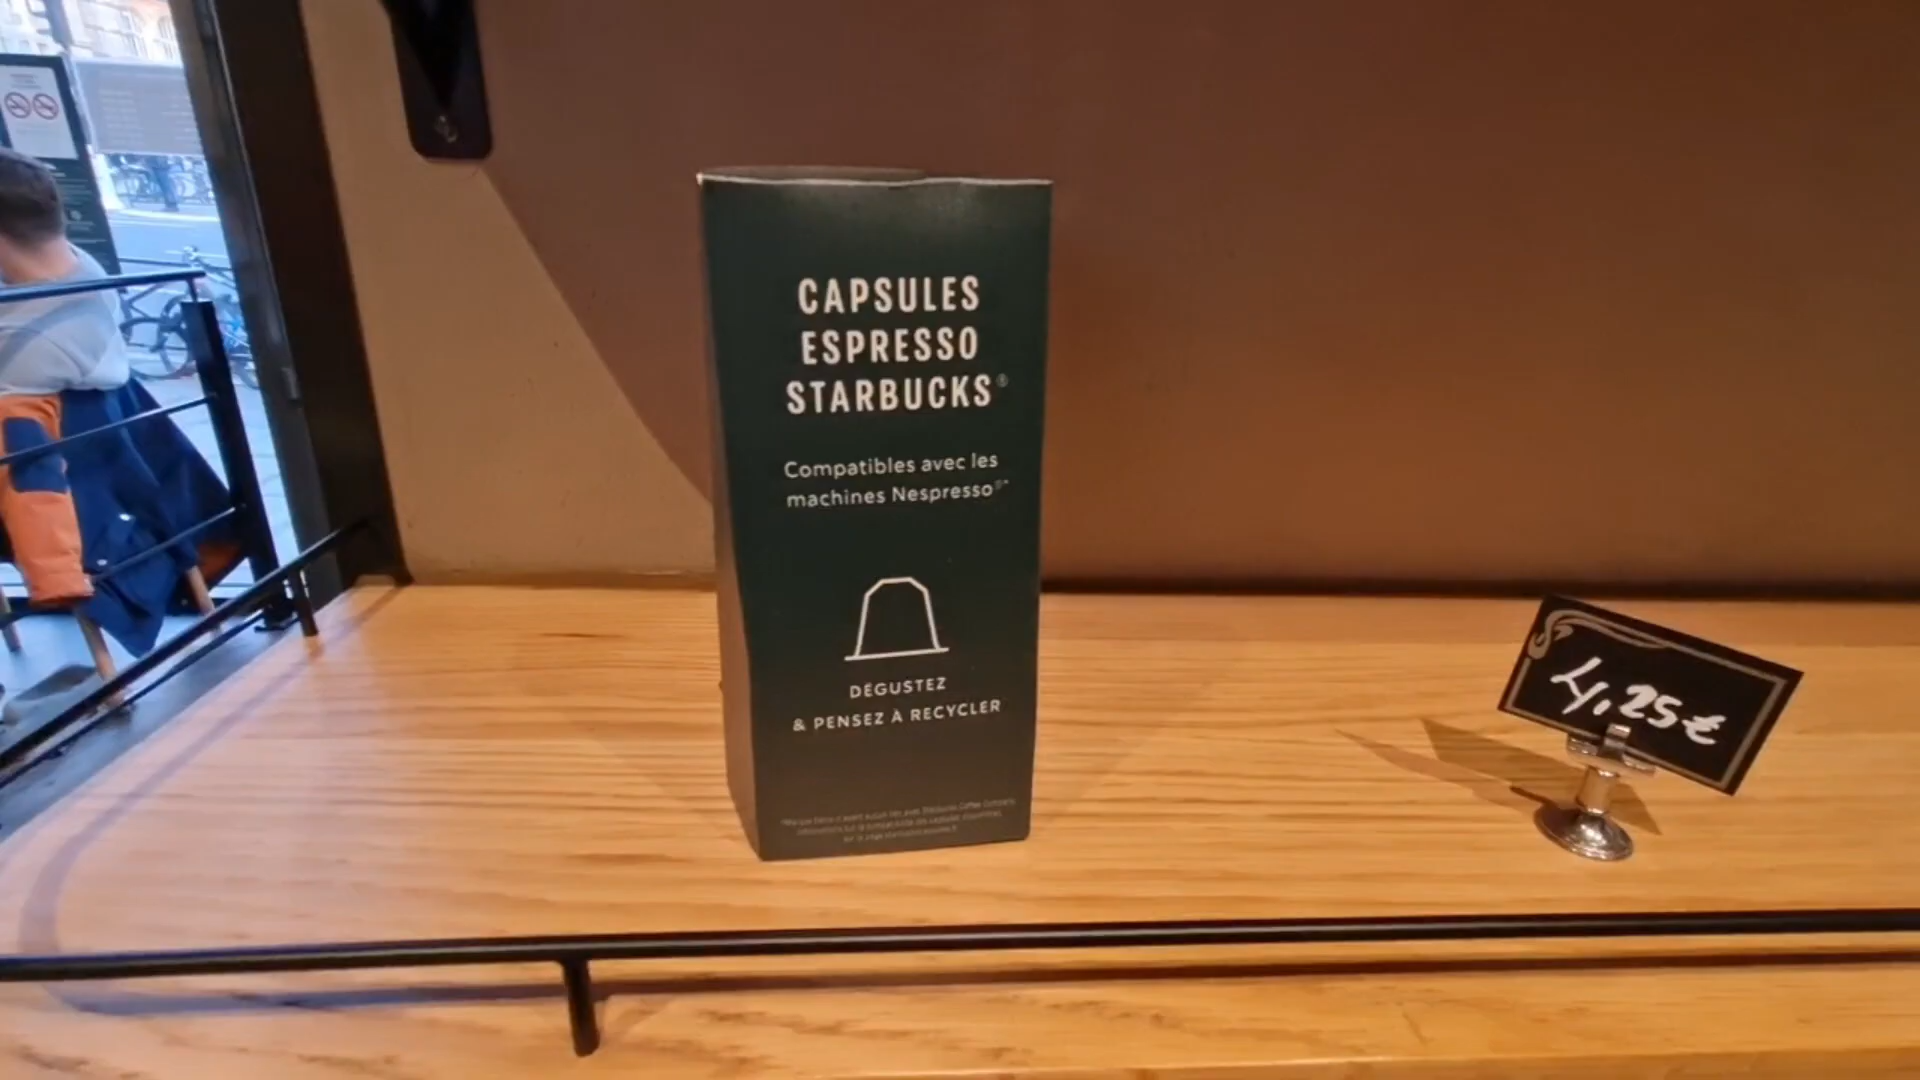 CAPSULES
ESPRESSO
STARBUCKS®
Compatibles avec les
machines Nespresso®*
DÉGUSTEZ
& PENSEZ À RECYCLER
4,25€